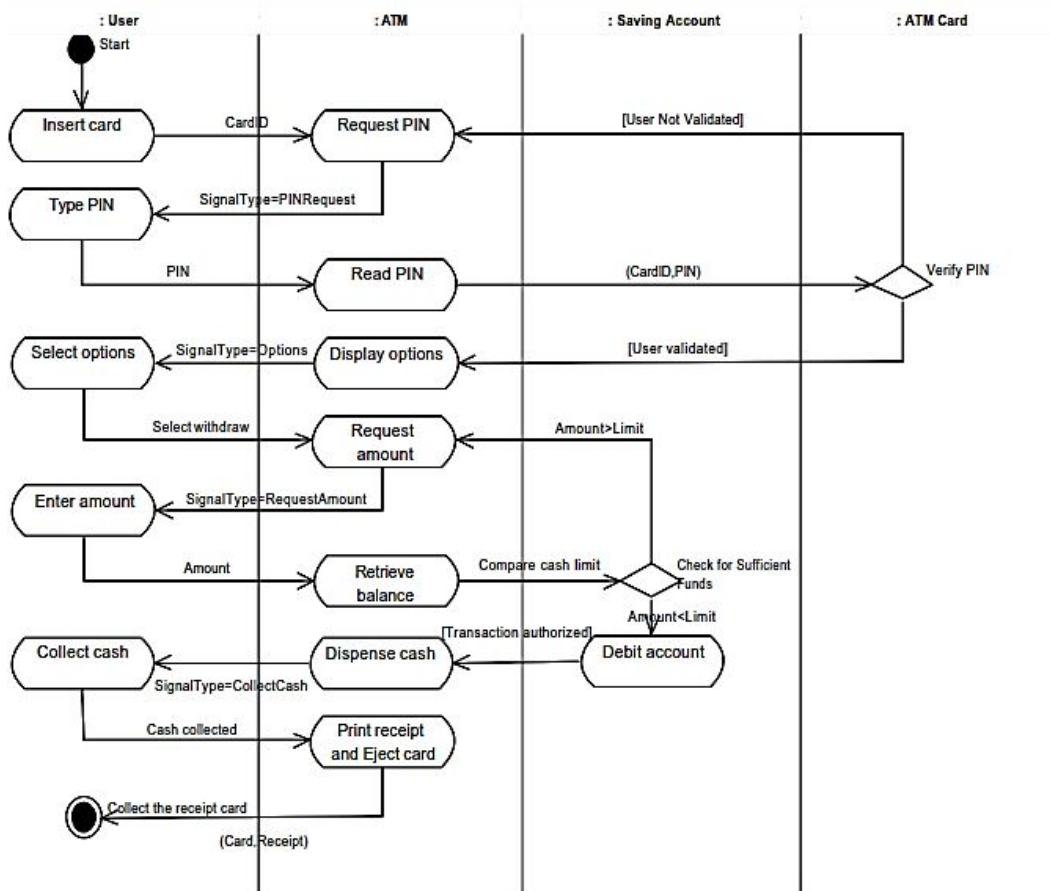 : User
: ATM
: Saving Account
: ATM Card
Start
Insert card
CardID
Request PIN
[User Not Validated]
Type PIN
SignalType=PINRequest
PIN
Read PIN
(CardID,PIN)
Verify PIN
Select options
SignalType=Options
Display options
[User validated]
Select withdraw
Request
amount
Amount>Limit
Enter amount
SignalType=RequestAmount
Amount
Retrieve
balance
Compare cash limit
Check for Sufficient
Funds
Amount<Limit
[Transaction authorized]
Collect cash
Dispense cash
Debit account
SignalType=CollectCash
Cash collected
Print receipt
and Eject card
Collect the receipt card
(Card,Receipt)